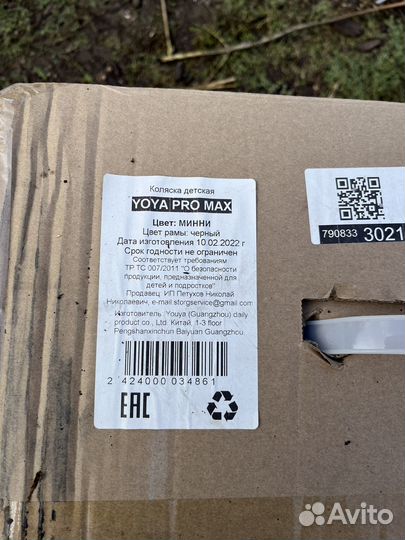 Коляска детская
YOYA PRO MAX
Цвет: МИННИ
Цвет рамы: черный
Дата изготовления 10.02.2022 г
Срок годности не ограничен
Соответствует требованиям
ТР ТС 007/2011 "О безопасности
продукции, предназначенной для
детей и подростков"
Продавец: ИП Петухов Николай
Николаевич, e-mail storgservice@gmail.com
Изготовитель: Youya (Guangzhou) daily
product co., Ltd. Китай. 1-3 floor
Pengshanxinchun Baiyuan Guangzhou.
2 424000 034861
EAC
790833 3021
Avito